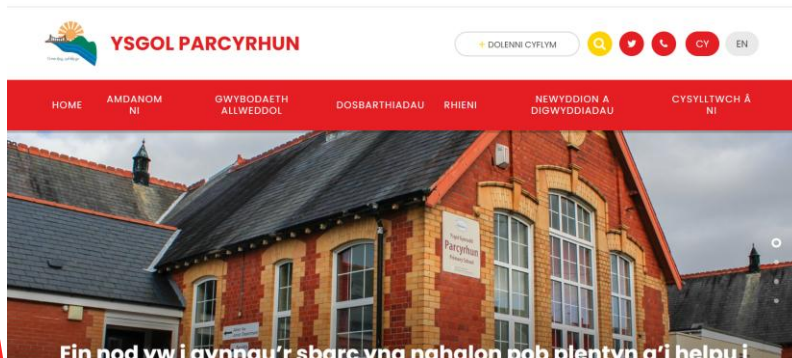 YSGOL PARCYRHUN
+ DOLENNI CYFLYM
CY
EN
HOME
AMDANOM
NI
GWYBODAETH
ALLWEDDOL
DOSBARTHIADAU
RHIENI
NEWYDDION A
DIGWYDDIADAU
CYSYLLTWCH Â
NI
Parcyrhun
Ein nod yw i gynnau'r sbarc yng nghalon pob plentyn a'i helpu i